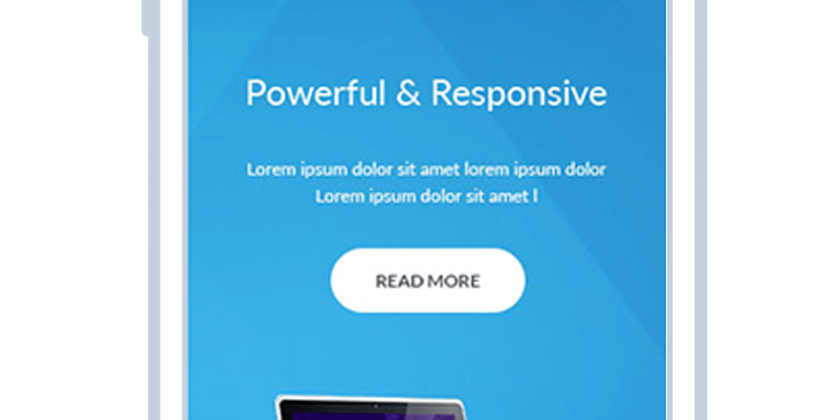 Powerful & Responsive
Lorem ipsum dolor sit amet lorem ipsum dolor
Lorem ipsum dolor sit amet l
READ MORE